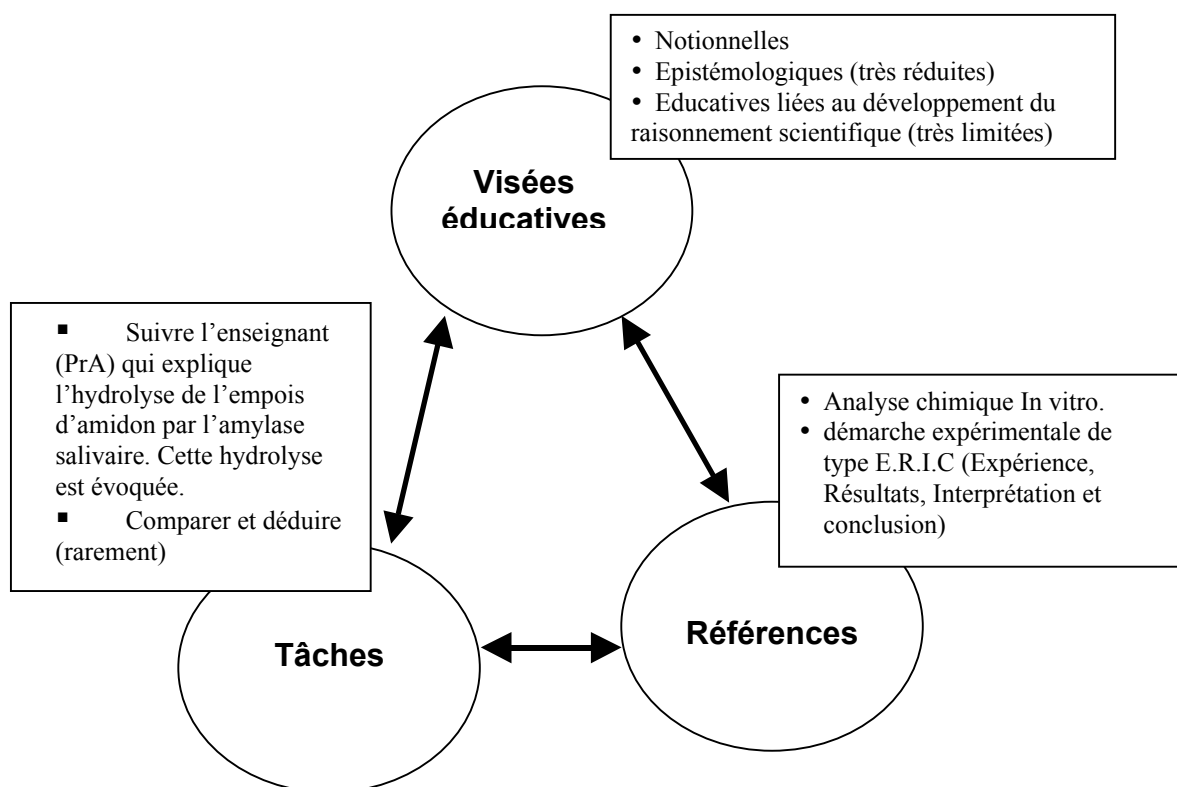 • Notionnelles
• Epistémologiques (très réduites)
• Educatives liées au développement du
raisonnement scientifique (très limitées)
Visées
éducatives
▪ Suivre l’enseignant
(PrA) qui explique
l’hydrolyse de l’empois
d’amidon par l’amylase
salivaire. Cette hydrolyse
est évoquée.
▪ Comparer et déduire
(rarement)
• Analyse chimique In vitro.
• démarche expérimentale de
type E.R.I.C (Expérience,
Résultats, Interprétation et
conclusion)
Tâches
Références